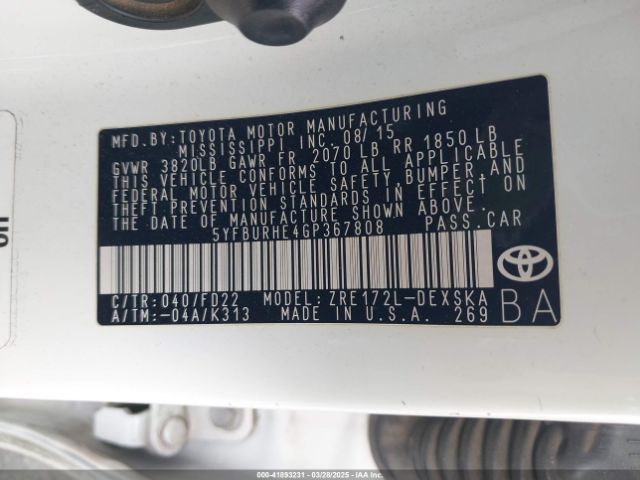 MFD. BY: TOYOTA MOTOR MANUFACTURING
MISSISSIPPI INC. 08/15
GVWR 3820LB GAWR FR 2070 LB RR 1850 LB
THIS VEHICLE CONFORMS TO ALL APPLICABLE
FEDERAL MOTOR VEHICLE SAFETY, BUMPER, AND
THEFT PREVENTION STANDARDS IN EFFECT ON
THE DATE OF MANUFACTURE SHOWN ABOVE.
5YFBURHE4GP367808 PASS.CAR
C/TR: 040/FD22 MODEL: ZRE172L-DEXSKA
A/TM:-04A/K313 MADE IN U.S.A. 269
BA
000-41893231 | 03/28/2025 - IAAI.COM